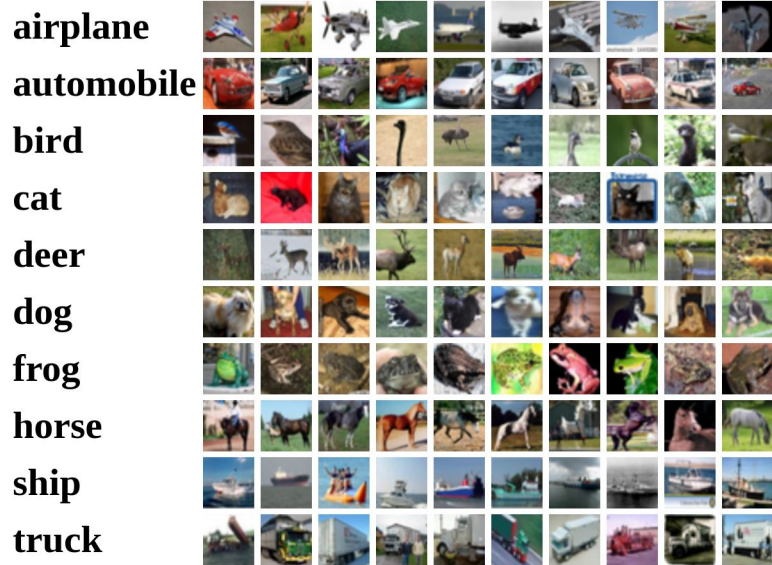 airplane
automobile
bird
cat
deer
dog
frog
horse
ship
truck